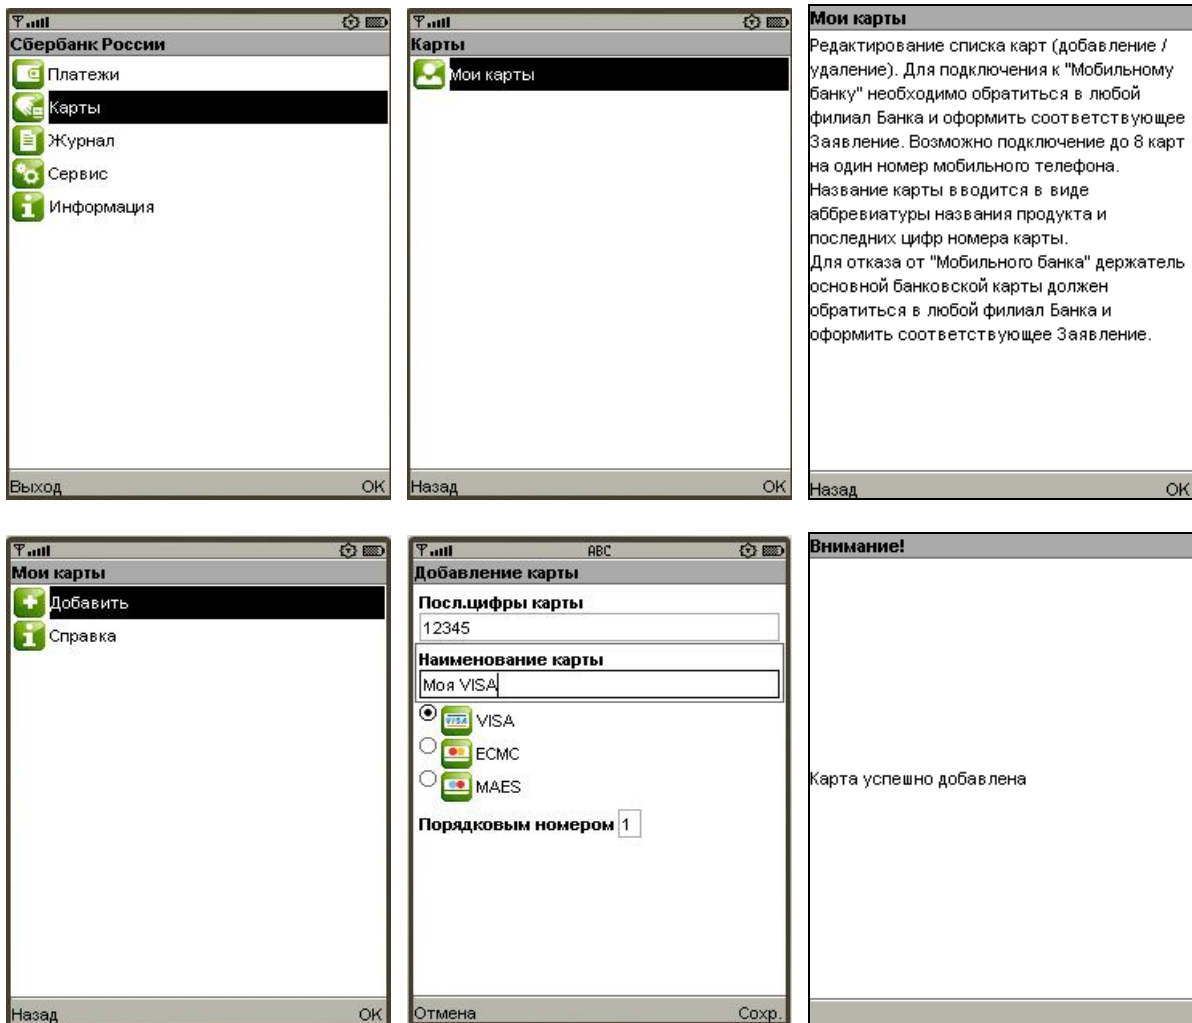 Сбербанк России
Платежи
Карты
Журнал
Сервис
Информация
Выход
OK
Карты
Мои карты
Назад
OK
Мои карты
Редактирование списка карт (добавление /
удаление). Для подключения к "Мобильному
банку" необходимо обратиться в любой
филиал Банка и оформить соответствующее
Заявление. Возможно подключение до 8 карт
на один номер мобильного телефона.
Название карты вводится в виде
аббревиатуры названия продукта и
последних цифр номера карты.
Для отказа от "Мобильного банка" держатель
основной банковской карты должен
обратиться в любой филиал Банка и
оформить соответствующее Заявление.
Назад
OK
Мои карты
Добавить
Справка
Назад
OK
ABC
Добавление карты
Посл.цифры карты
12345
Наименование карты
Моя VISA
VISA
VISA
ECMC
MAES
Порядковым номером 1
Отмена
Сохр.
Внимание!
Карта успешно добавлена